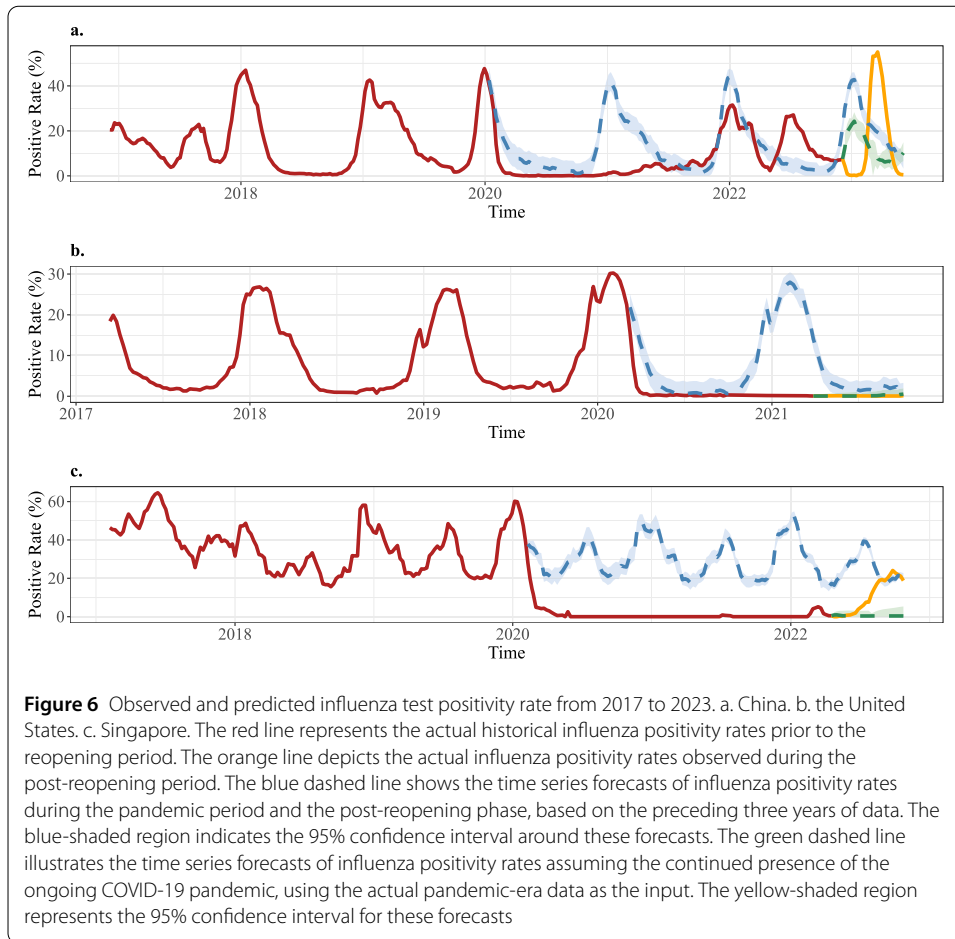 a.
Positive Rate (%)
40
20
0
2018
2020
2022
Time
b.
Positive Rate (%)
30
20
10
0
2017
2018
2019
2020
2021
Time
c.
Positive Rate (%)
60
40
20
0
2018
2020
2022
Time
Figure 6 Observed and predicted influenza test positivity rate from 2017 to 2023. a. China. b. the United
States. c. Singapore. The red line represents the actual historical influenza positivity rates prior to the
reopening period. The orange line depicts the actual influenza positivity rates observed during the
post-reopening period. The blue dashed line shows the time series forecasts of influenza positivity rates
during the pandemic period and the post-reopening phase, based on the preceding three years of data. The
blue-shaded region indicates the 95% confidence interval around these forecasts. The green dashed line
illustrates the time series forecasts of influenza positivity rates assuming the continued presence of the
ongoing COVID-19 pandemic, using the actual pandemic-era data as the input. The yellow-shaded region
represents the 95% confidence interval for these forecasts